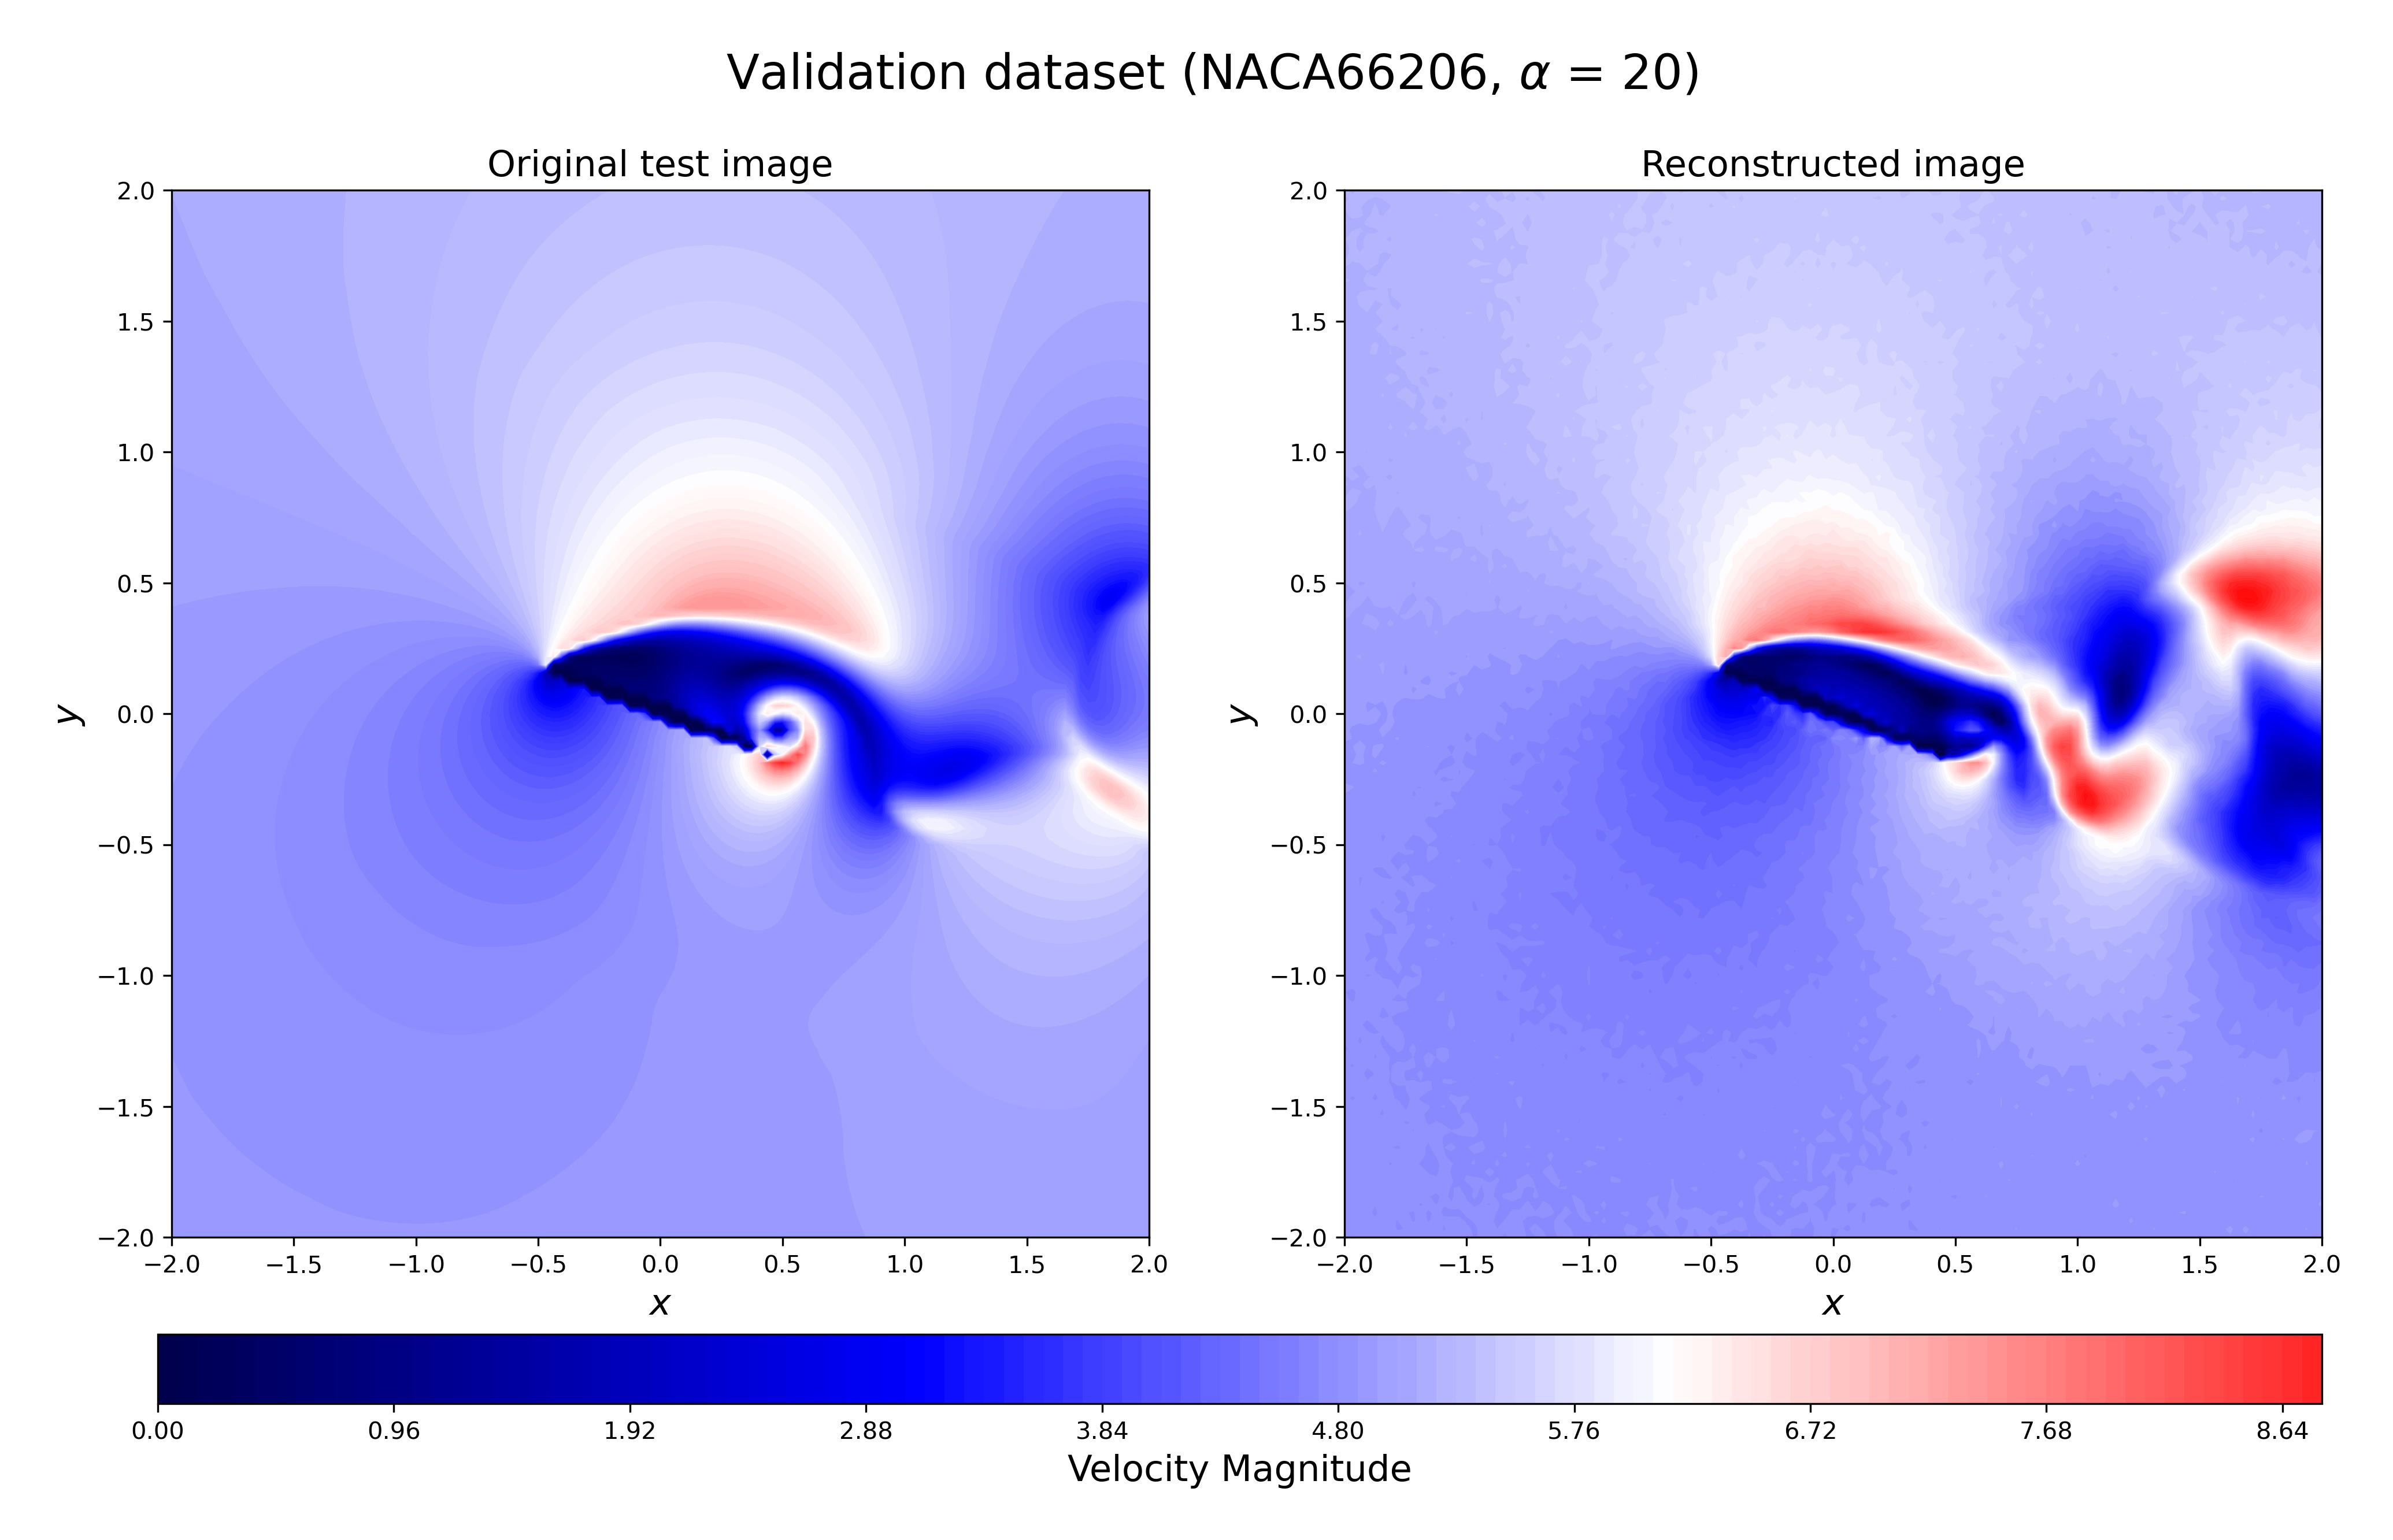 Validation dataset (NACA66206, α = 20)
Original test image
2.0
1.5
1.0
0.5
0.0
−0.5
−1.0
−1.5
−2.0
y
−2.0 −1.5 −1.0 −0.5 0.0 0.5 1.0 1.5 2.0
x
Reconstructed image
2.0
1.5
1.0
0.5
0.0
−0.5
−1.0
−1.5
−2.0
y
−2.0 −1.5 −1.0 −0.5 0.0 0.5 1.0 1.5 2.0
x
0.00 0.96 1.92 2.88 3.84 4.80 5.76 6.72 7.68 8.64
Velocity Magnitude